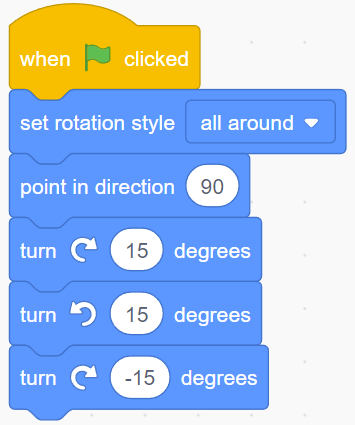 when clicked
set rotation style all around
point in direction 90
turn 15 degrees
turn 15 degrees
turn -15 degrees